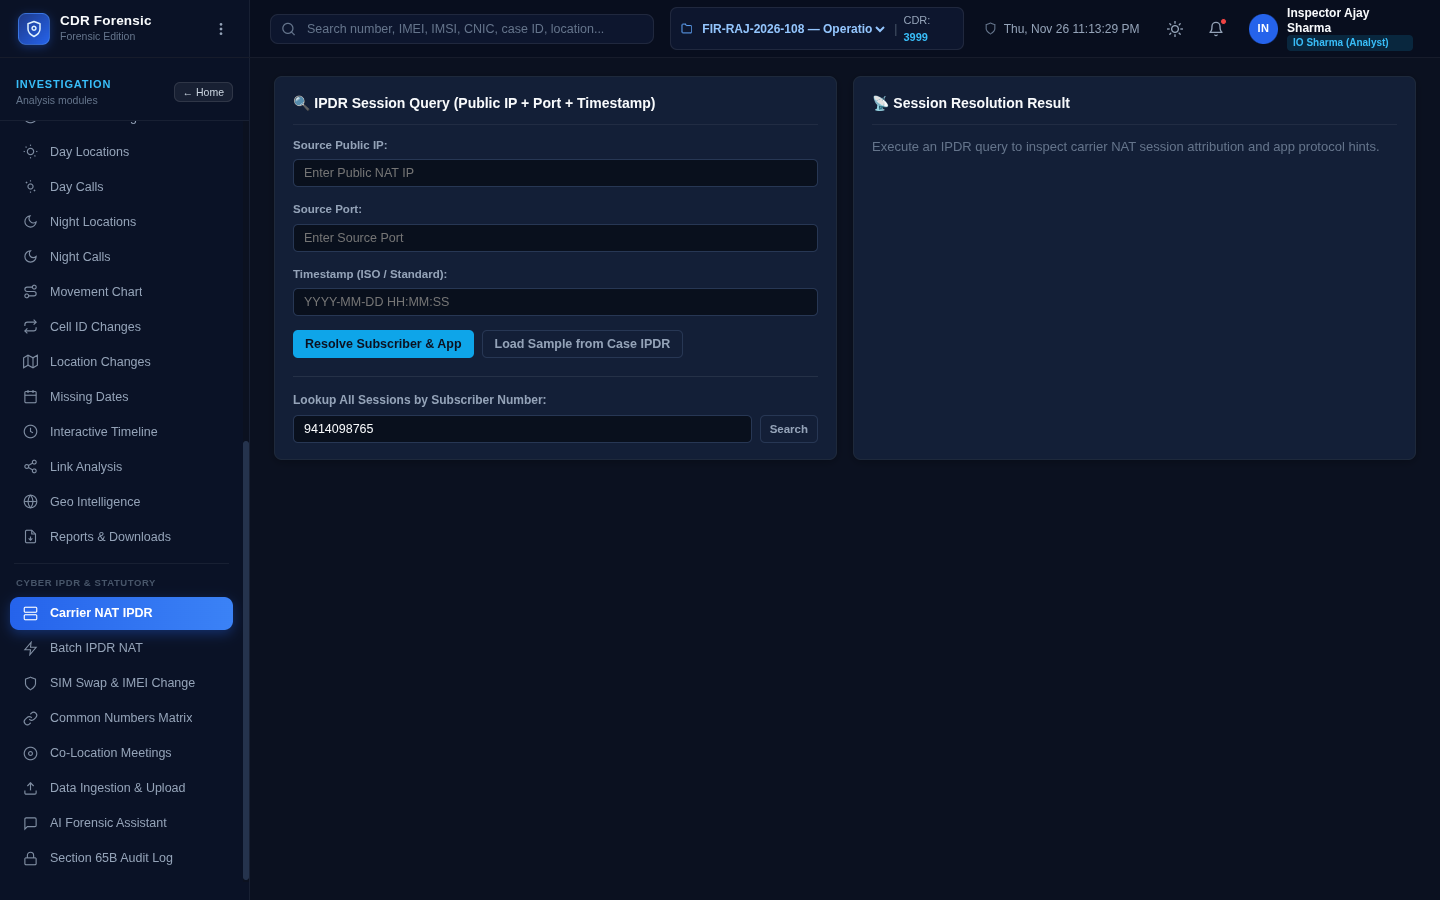 CDR Forensic
Forensic Edition
Search number, IMEI, IMSI, CNIC, case ID, location...
FIR-RAJ-2026-108 — Operatio
|
CDR:
3999
Thu, Nov 26 11:13:29 PM
IN
Inspector Ajay
Sharma
IO Sharma (Analyst)
INVESTIGATION
Analysis modules
← Home
Day Locations
Day Calls
Night Locations
Night Calls
Movement Chart
Cell ID Changes
Location Changes
Missing Dates
Interactive Timeline
Link Analysis
Geo Intelligence
Reports & Downloads
CYBER IPDR & STATUTORY
Carrier NAT IPDR
Batch IPDR NAT
SIM Swap & IMEI Change
Common Numbers Matrix
Co-Location Meetings
Data Ingestion & Upload
AI Forensic Assistant
Section 65B Audit Log
🔍 IPDR Session Query (Public IP + Port + Timestamp)
Source Public IP:
Enter Public NAT IP
Source Port:
Enter Source Port
Timestamp (ISO / Standard):
YYYY-MM-DD HH:MM:SS
Resolve Subscriber & App
Load Sample from Case IPDR
Lookup All Sessions by Subscriber Number:
9414098765
Search
📡 Session Resolution Result
Execute an IPDR query to inspect carrier NAT session attribution and app protocol hints.